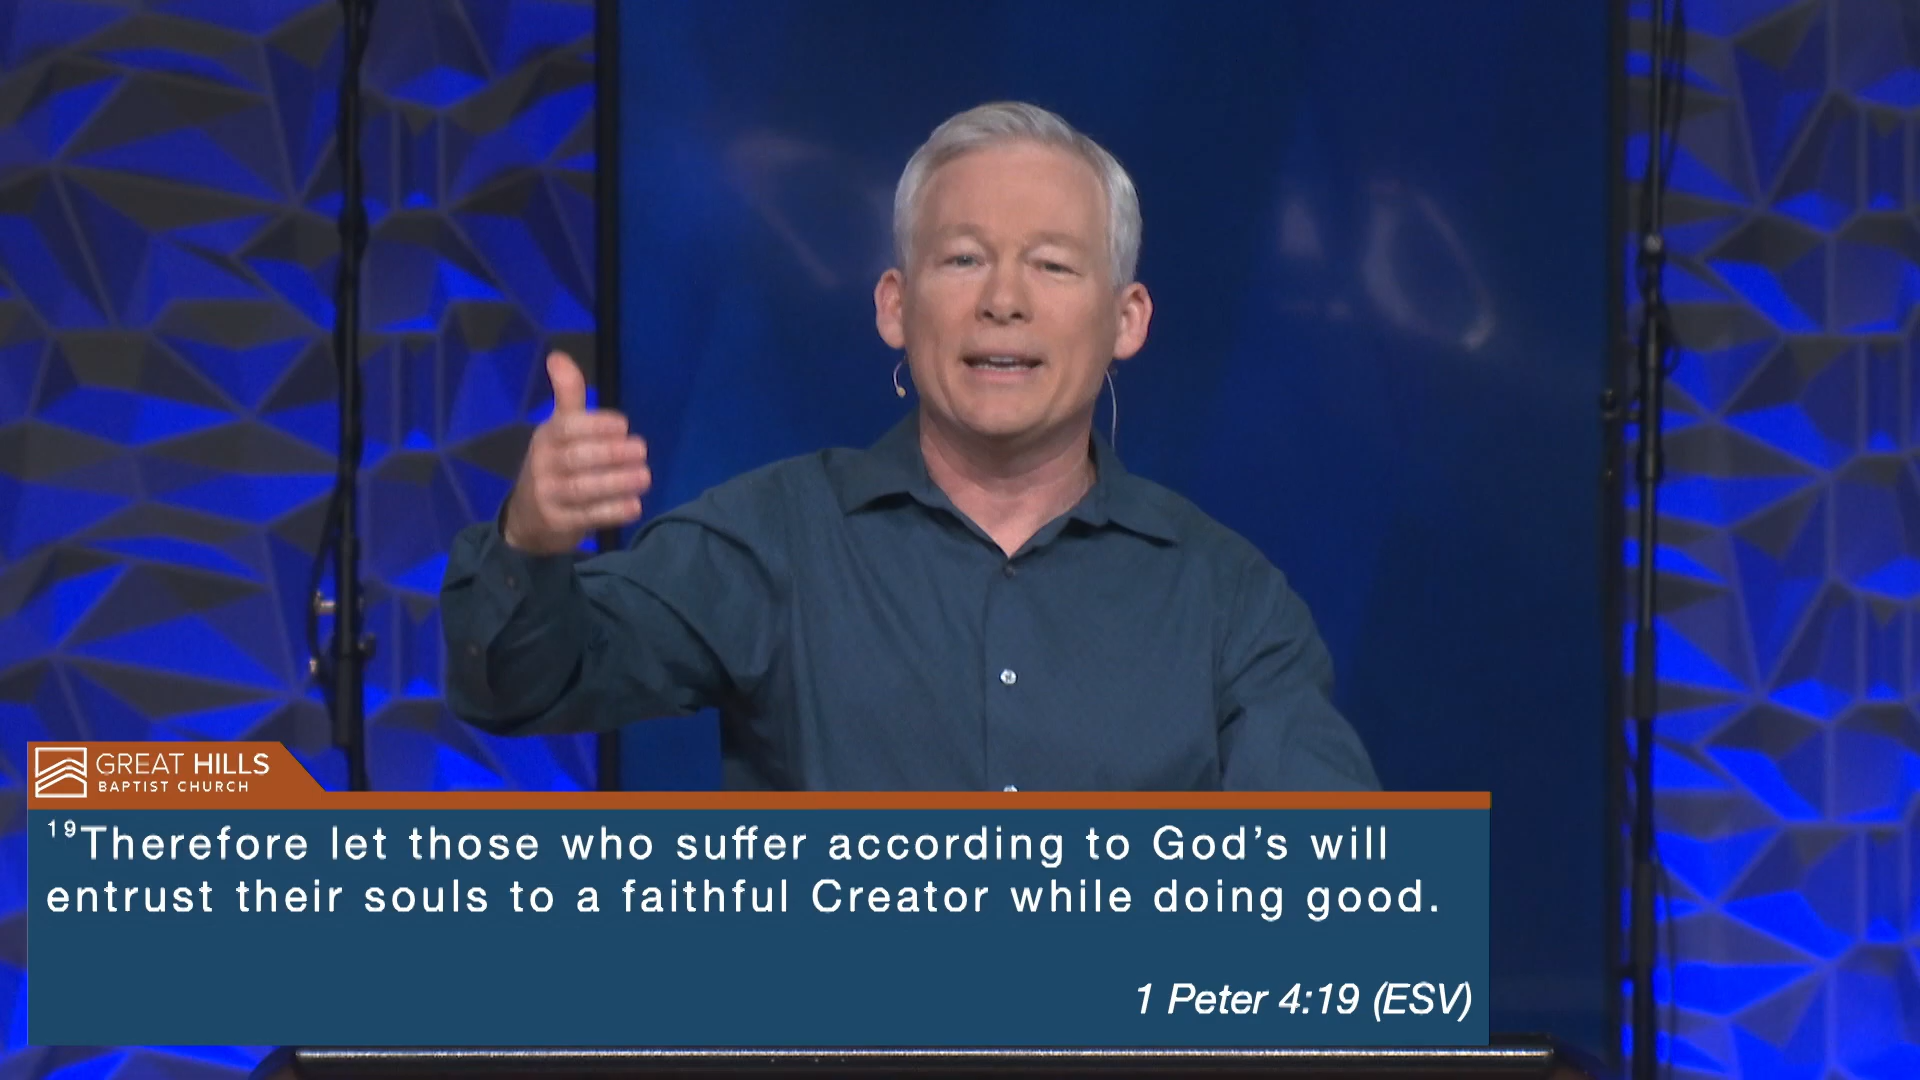 GREAT HILLS
BAPTIST CHURCH
¹⁹Therefore let those who suffer according to God’s will
entrust their souls to a faithful Creator while doing good.
1 Peter 4:19 (ESV)